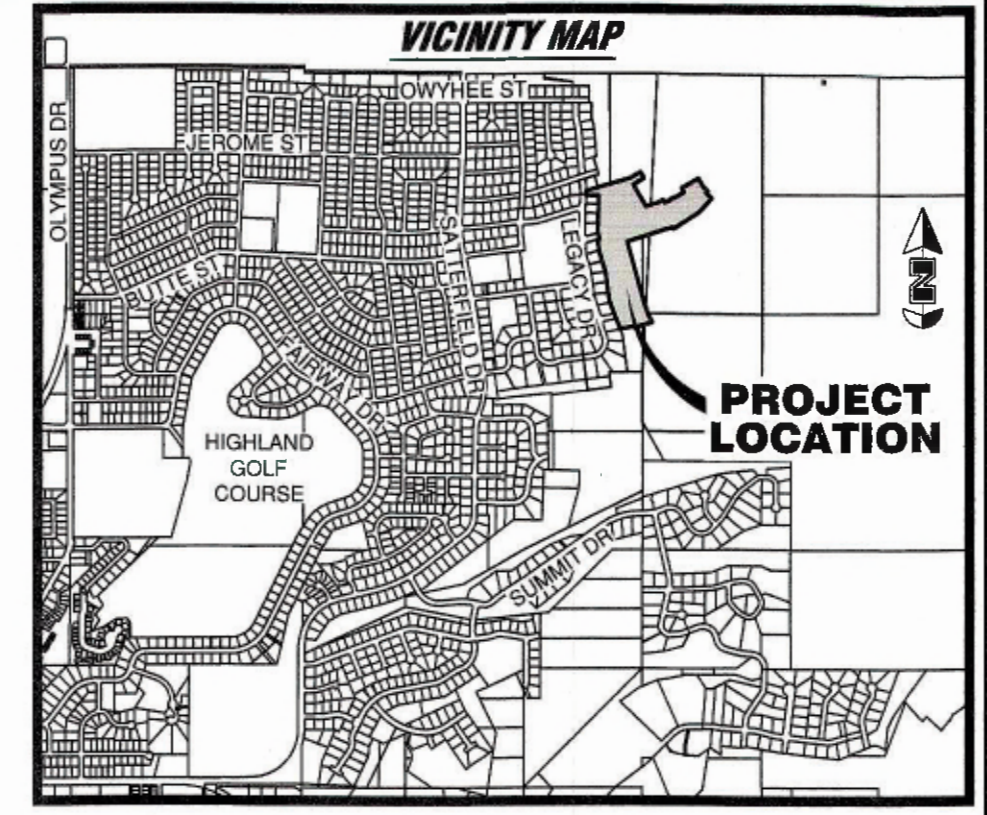 VICINITY MAP
OWYHEE ST
JEROME ST
OLYMPUS DR
SATTERFIELD DR
LEGACY DR
BUTTE ST
FAIRWAY DR
N
PROJECT
LOCATION
HIGHLAND
GOLF
COURSE
SUMMIT DR